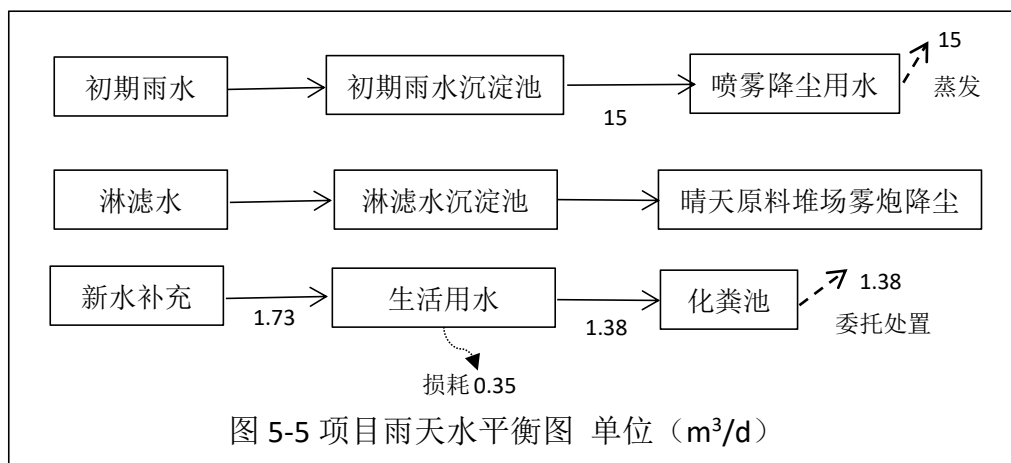 15
初期雨水 初期雨水沉淀池 喷雾降尘用水
15 蒸发
淋滤水 淋滤水沉淀池 晴天原料堆场雾炮降尘
新水补充 生活用水 化粪池 1.38
1.73 1.38 委托处置
损耗 0.35
图 5-5 项目雨天水平衡图 单位（m³/d）